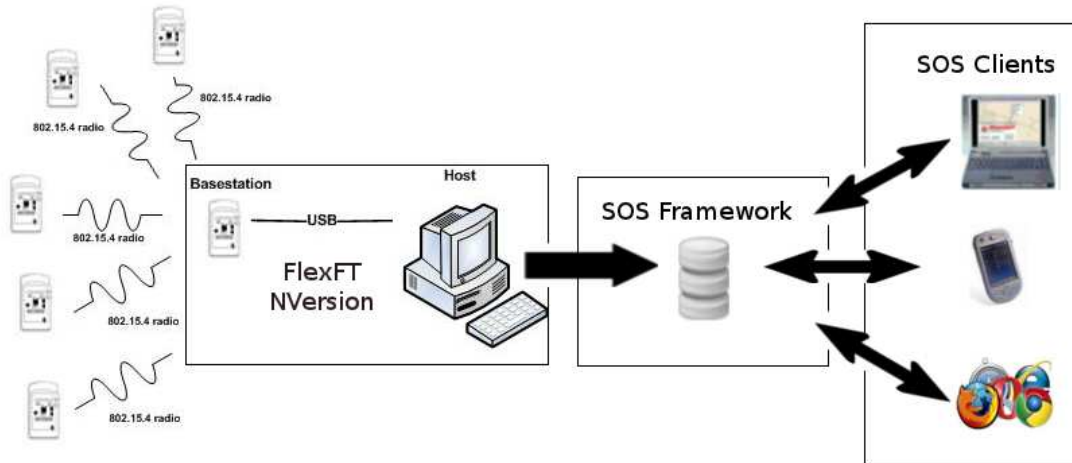 802.15.4 radio
802.15.4 radio
802.15.4 radio
802.15.4 radio
802.15.4 radio
Basestation
Host
USB
FlexFT
NVersion
SOS Framework
SOS Clients